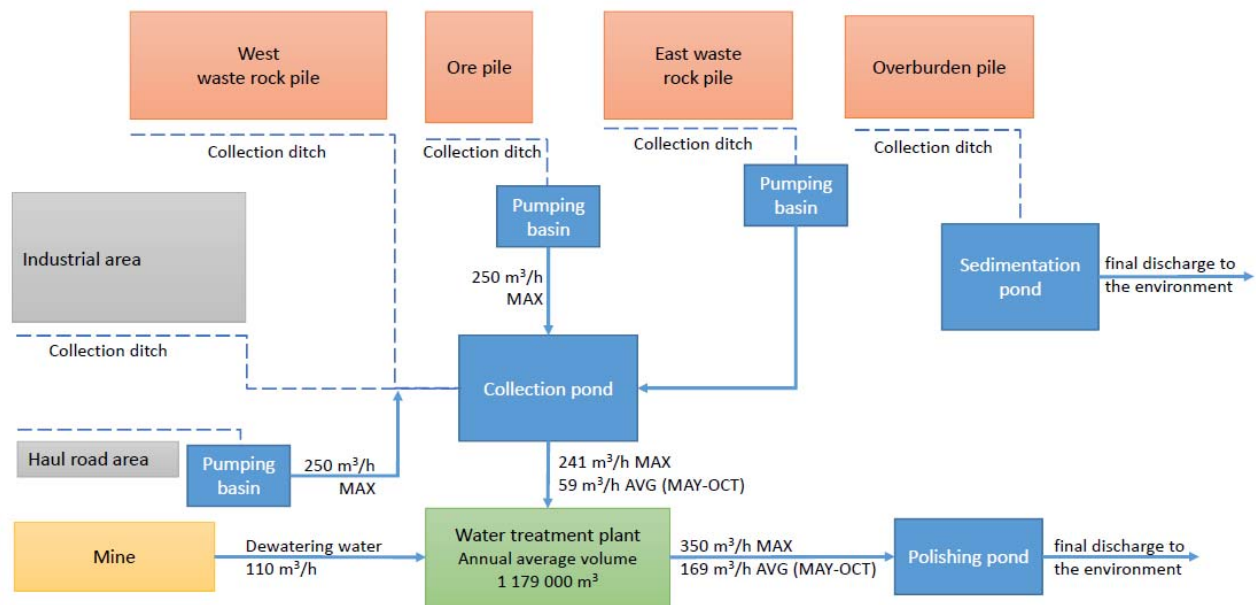 West
waste rock pile
Ore pile
East waste
rock pile
Overburden pile
Collection ditch
Collection ditch
Collection ditch
Collection ditch
Pumping
basin
Pumping
basin
Industrial area
250 m³/h
MAX
Sedimentation
pond
final discharge to
the environment
Collection ditch
Collection pond
Haul road area
Pumping
basin
250 m³/h
MAX
241 m³/h MAX
59 m³/h AVG (MAY-OCT)
Mine
Dewatering water
110 m³/h
Water treatment plant
Annual average volume
1 179 000 m³
350 m³/h MAX
169 m³/h AVG (MAY-OCT)
Polishing pond
final discharge to
the environment